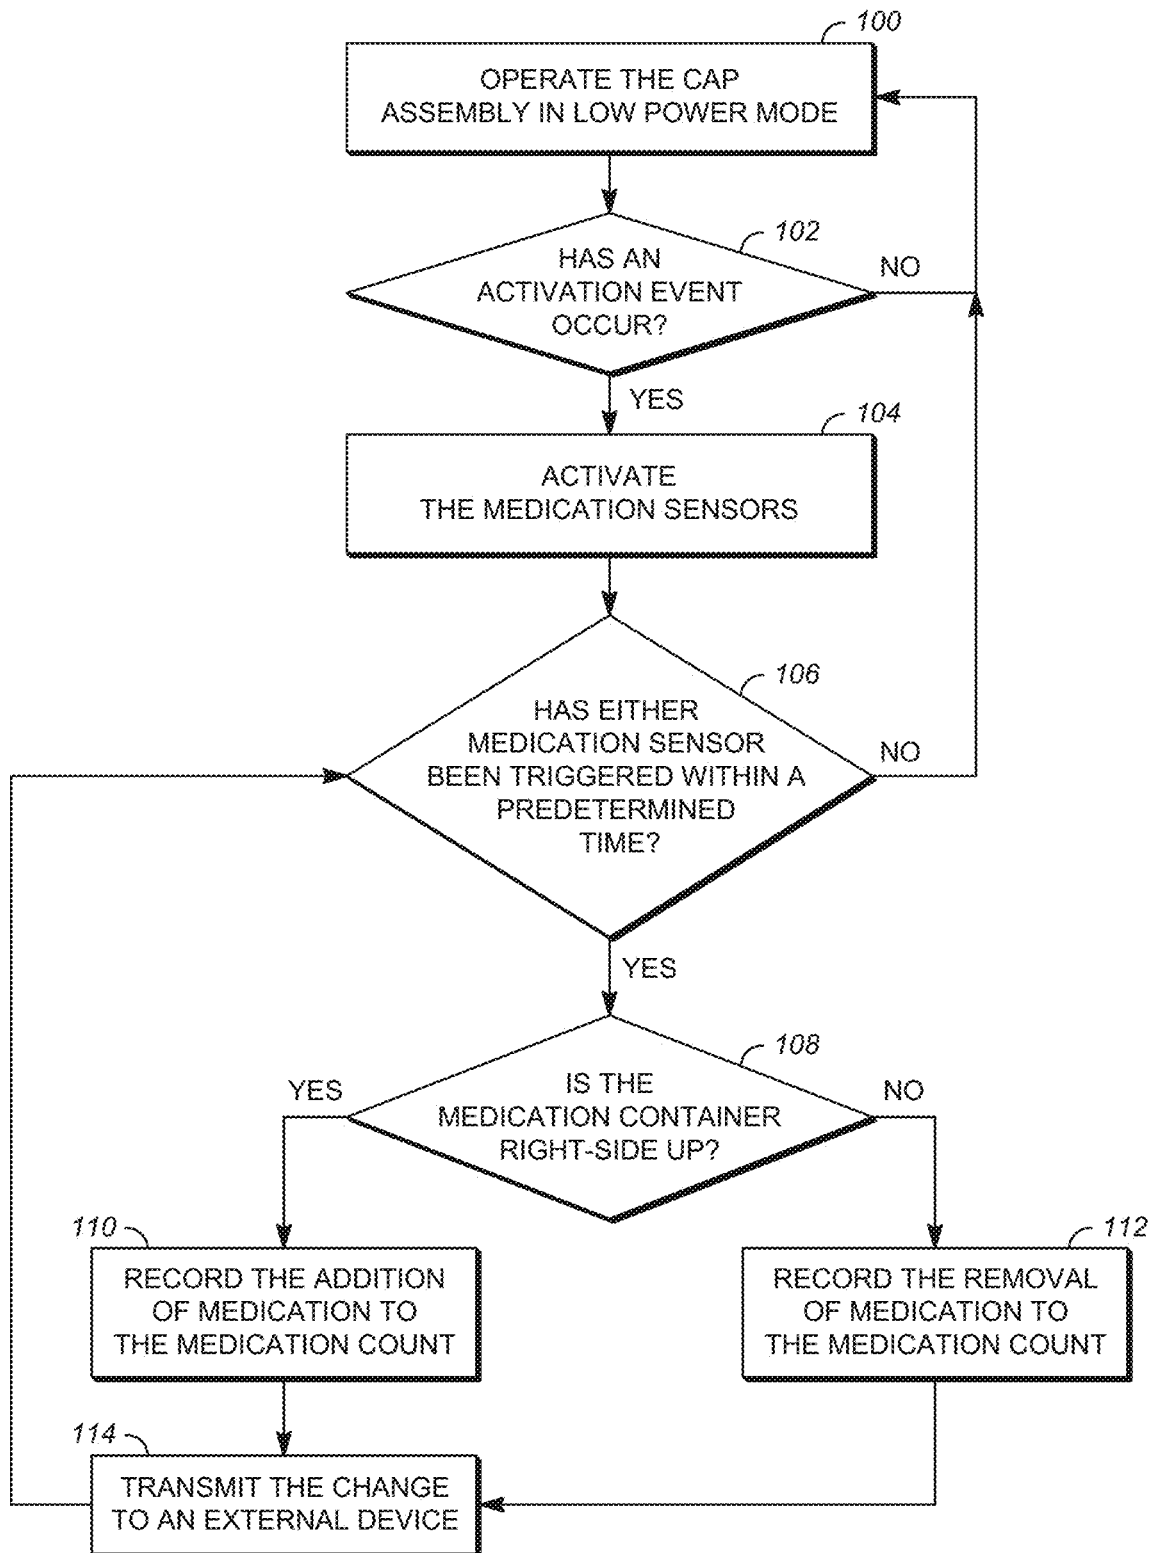 100
OPERATE THE CAP
ASSEMBLY IN LOW POWER MODE
102
HAS AN
ACTIVATION EVENT
OCCUR?
NO
YES
104
ACTIVATE
THE MEDICATION SENSORS
106
HAS EITHER
MEDICATION SENSOR
BEEN TRIGGERED WITHIN A
PREDETERMINED
TIME?
NO
YES
108
IS THE
MEDICATION CONTAINER
RIGHT-SIDE UP?
YES
NO
110
RECORD THE ADDITION
OF MEDICATION TO
THE MEDICATION COUNT
112
RECORD THE REMOVAL
OF MEDICATION TO
THE MEDICATION COUNT
114
TRANSMIT THE CHANGE
TO AN EXTERNAL DEVICE